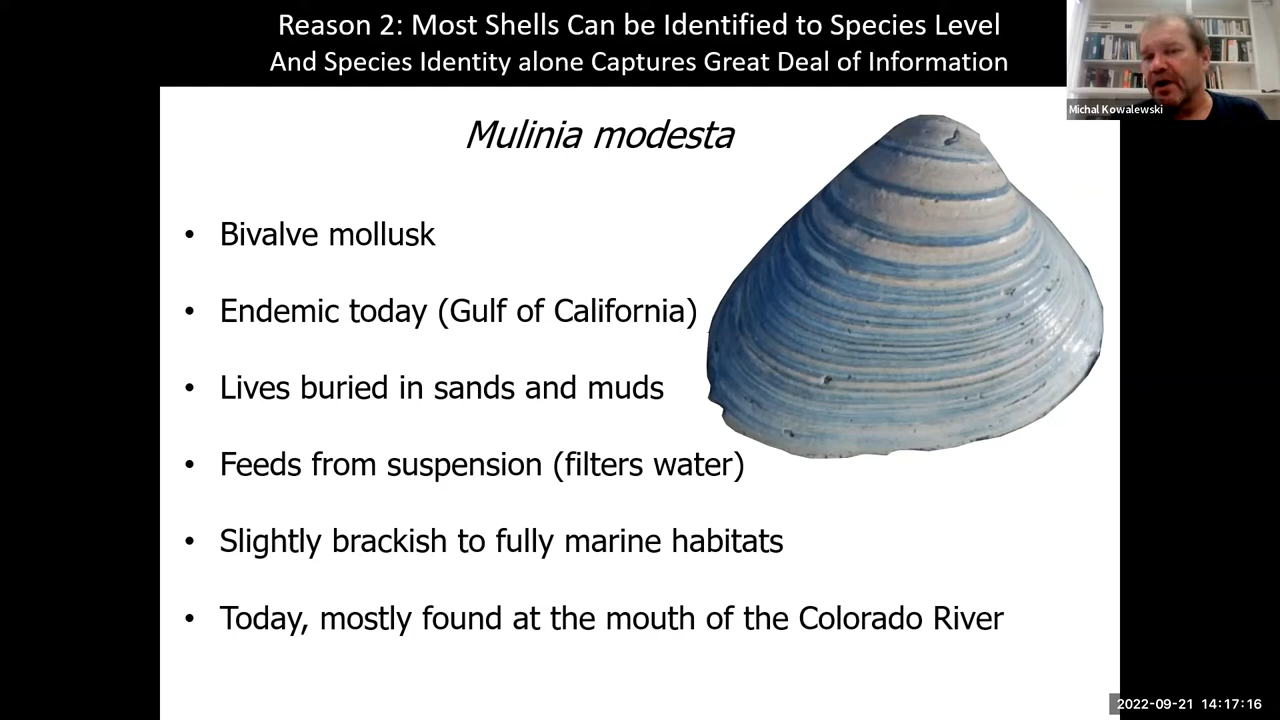 Reason 2: Most Shells Can be Identified to Species Level
And Species Identity alone Captures Great Deal of Information
Michal Kowalewski
Mulinia modesta
• Bivalve mollusk
• Endemic today (Gulf of California)
• Lives buried in sands and muds
• Feeds from suspension (filters water)
• Slightly brackish to fully marine habitats
• Today, mostly found at the mouth of the Colorado River
2022-09-21 14:17:16